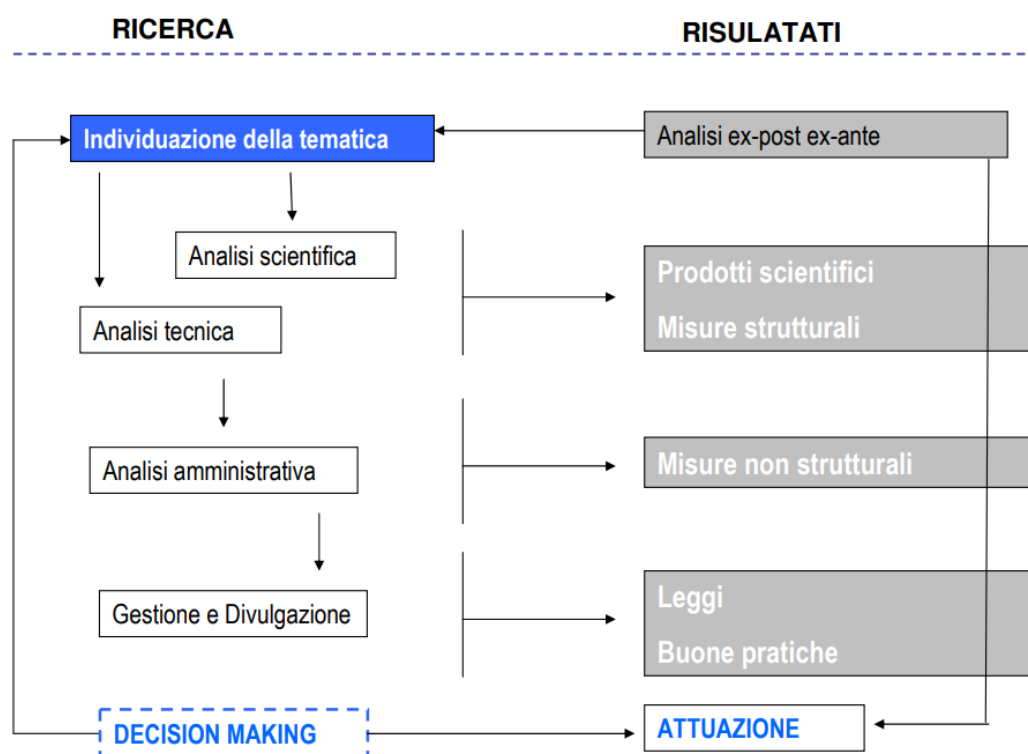 RICERCA
RISULATATI
Individuazione della tematica
Analisi ex-post ex-ante
Analisi scientifica
Prodotti scientifici
Misure strutturali
Analisi tecnica
Analisi amministrativa
Misure non strutturali
Gestione e Divulgazione
Leggi
Buone pratiche
DECISION MAKING
ATTUAZIONE